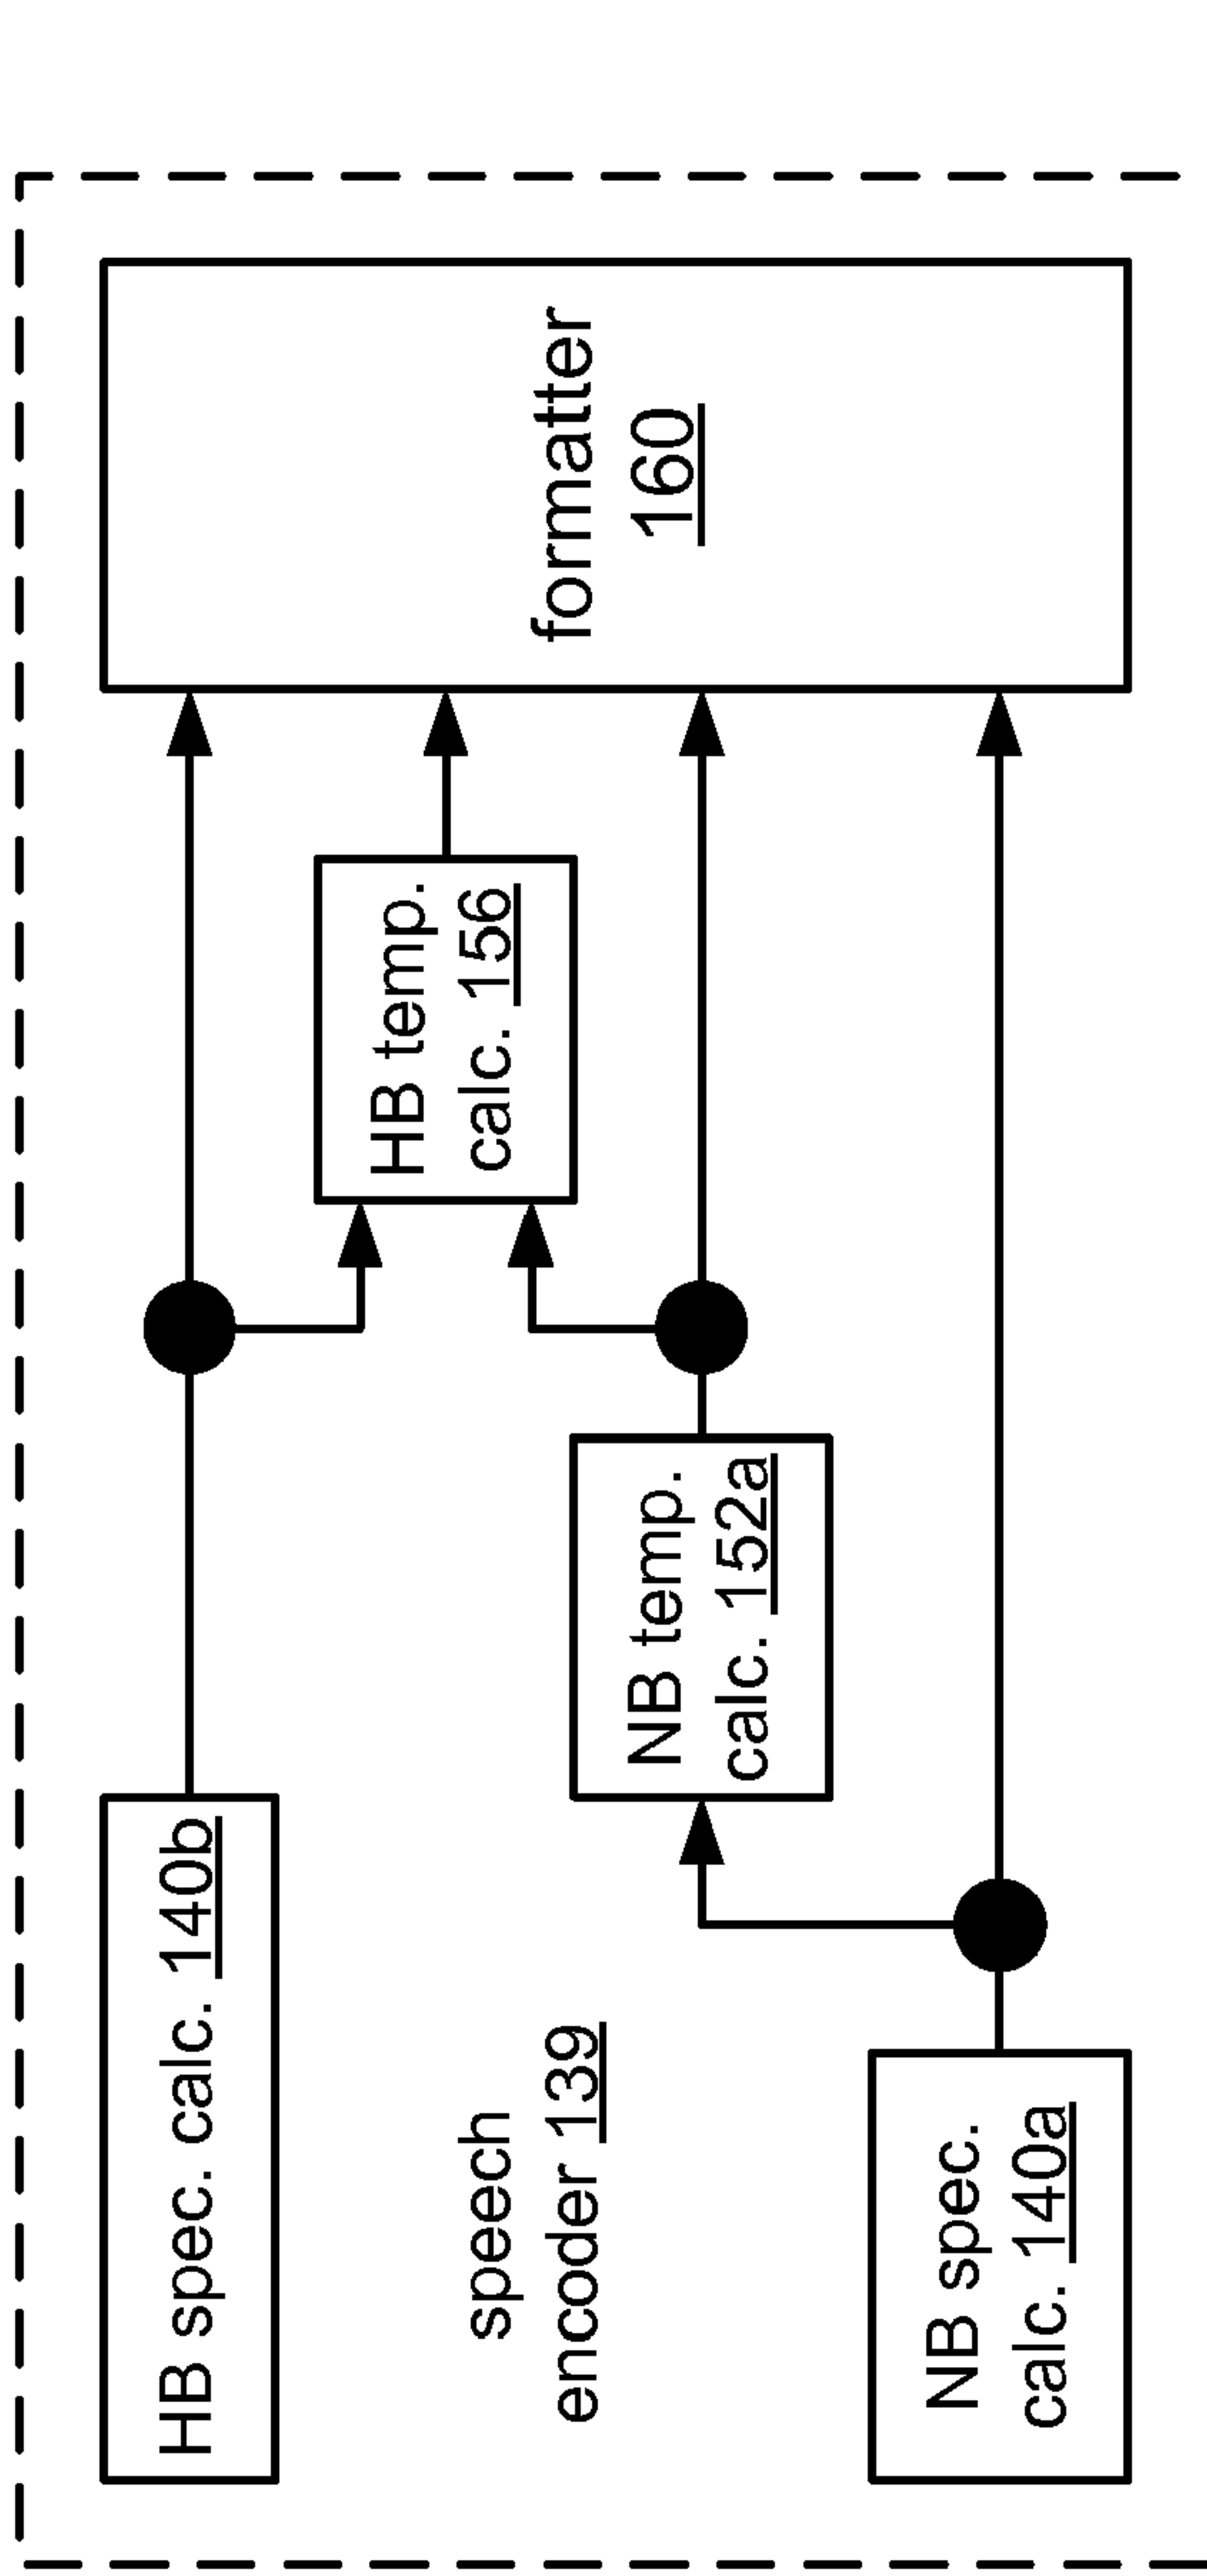 HB spec. calc. 140b
speech
encoder 139
NB spec.
calc. 140a
NB temp.
calc. 152a
HB temp.
calc. 156
formatter
160